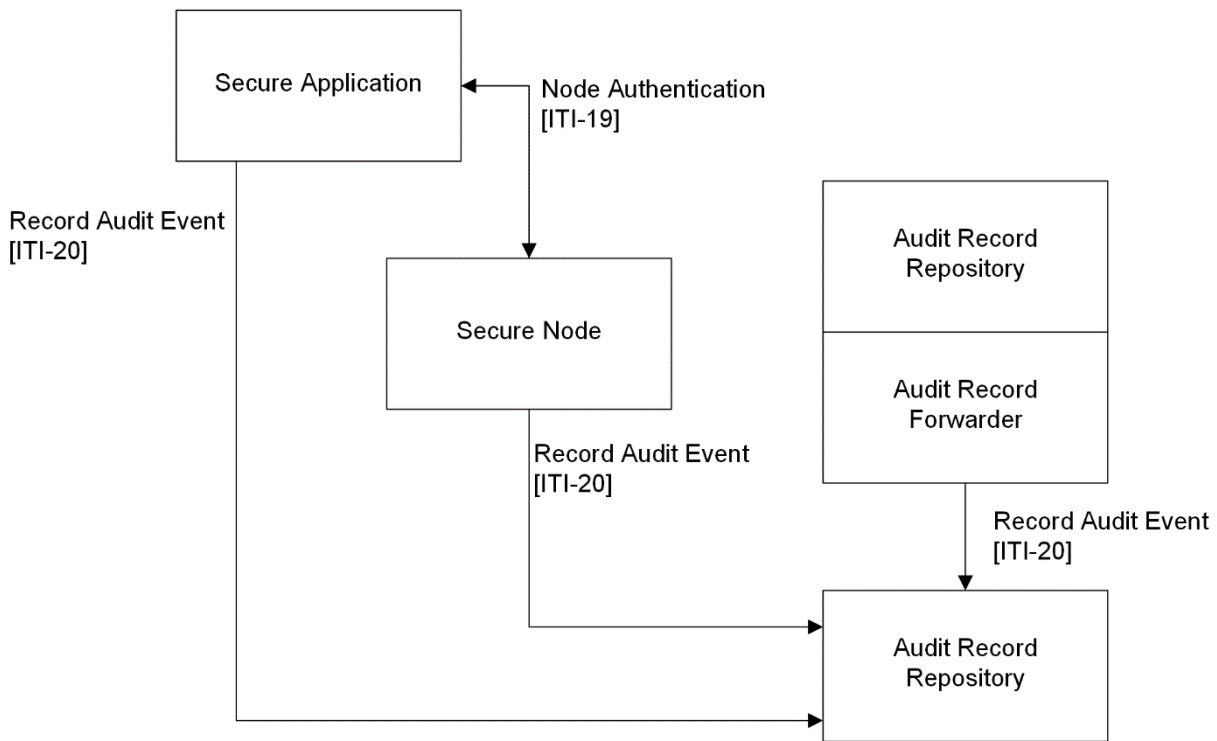 Secure Application
Node Authentication
[ITI-19]
Record Audit Event
[ITI-20]
Audit Record
Repository
Secure Node
Audit Record
Forwarder
Record Audit Event
[ITI-20]
Record Audit Event
[ITI-20]
Audit Record
Repository